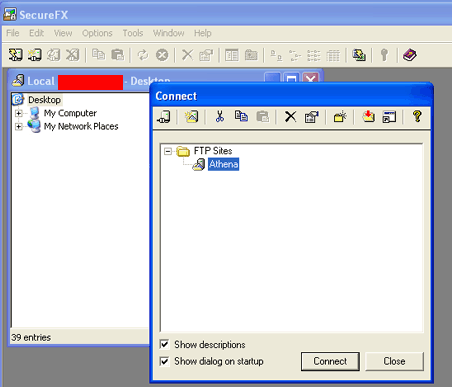 SecureFX
File Edit View Options Tools Window Help
Local - Desktop
Desktop
My Computer
My Network Places
39 entries
Connect
FTP Sites
Athena
Show descriptions
Show dialog on startup
Connect
Close